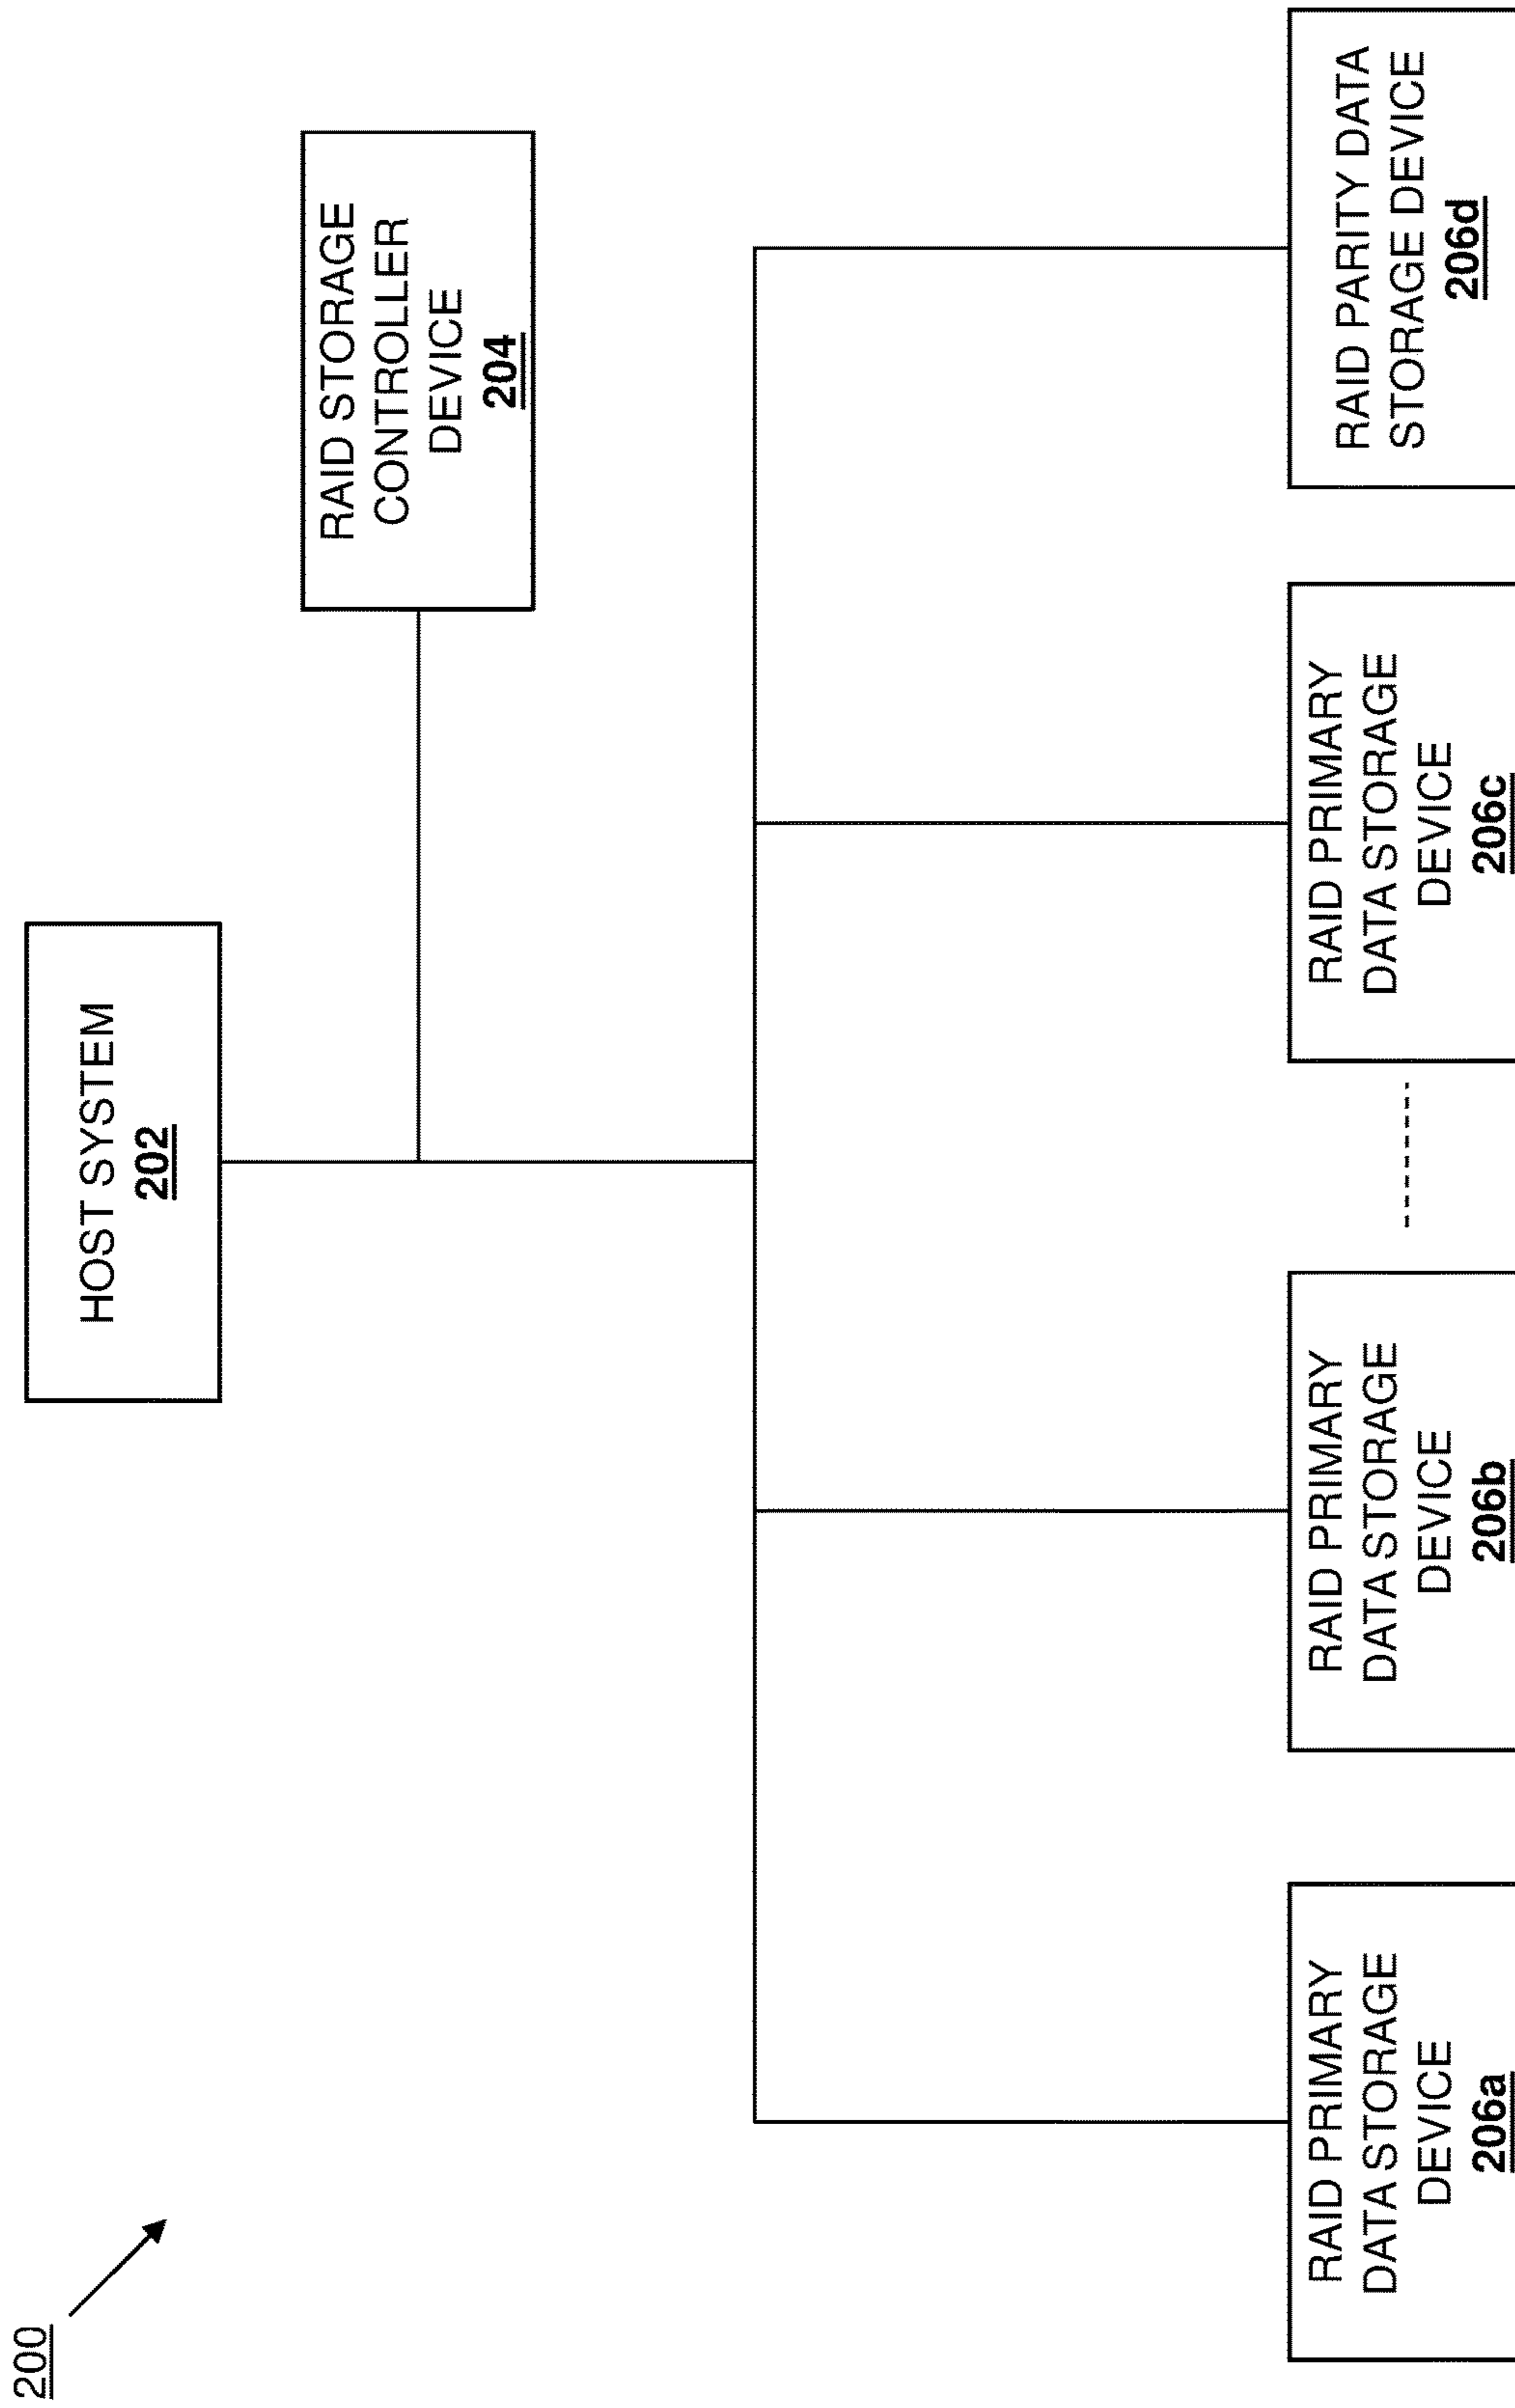 200
HOST SYSTEM
202
RAID STORAGE
CONTROLLER
DEVICE
204
RAID PRIMARY
DATA STORAGE
DEVICE
206a
RAID PRIMARY
DATA STORAGE
DEVICE
206b
RAID PRIMARY
DATA STORAGE
DEVICE
206c
RAID PARITY DATA
STORAGE DEVICE
206d